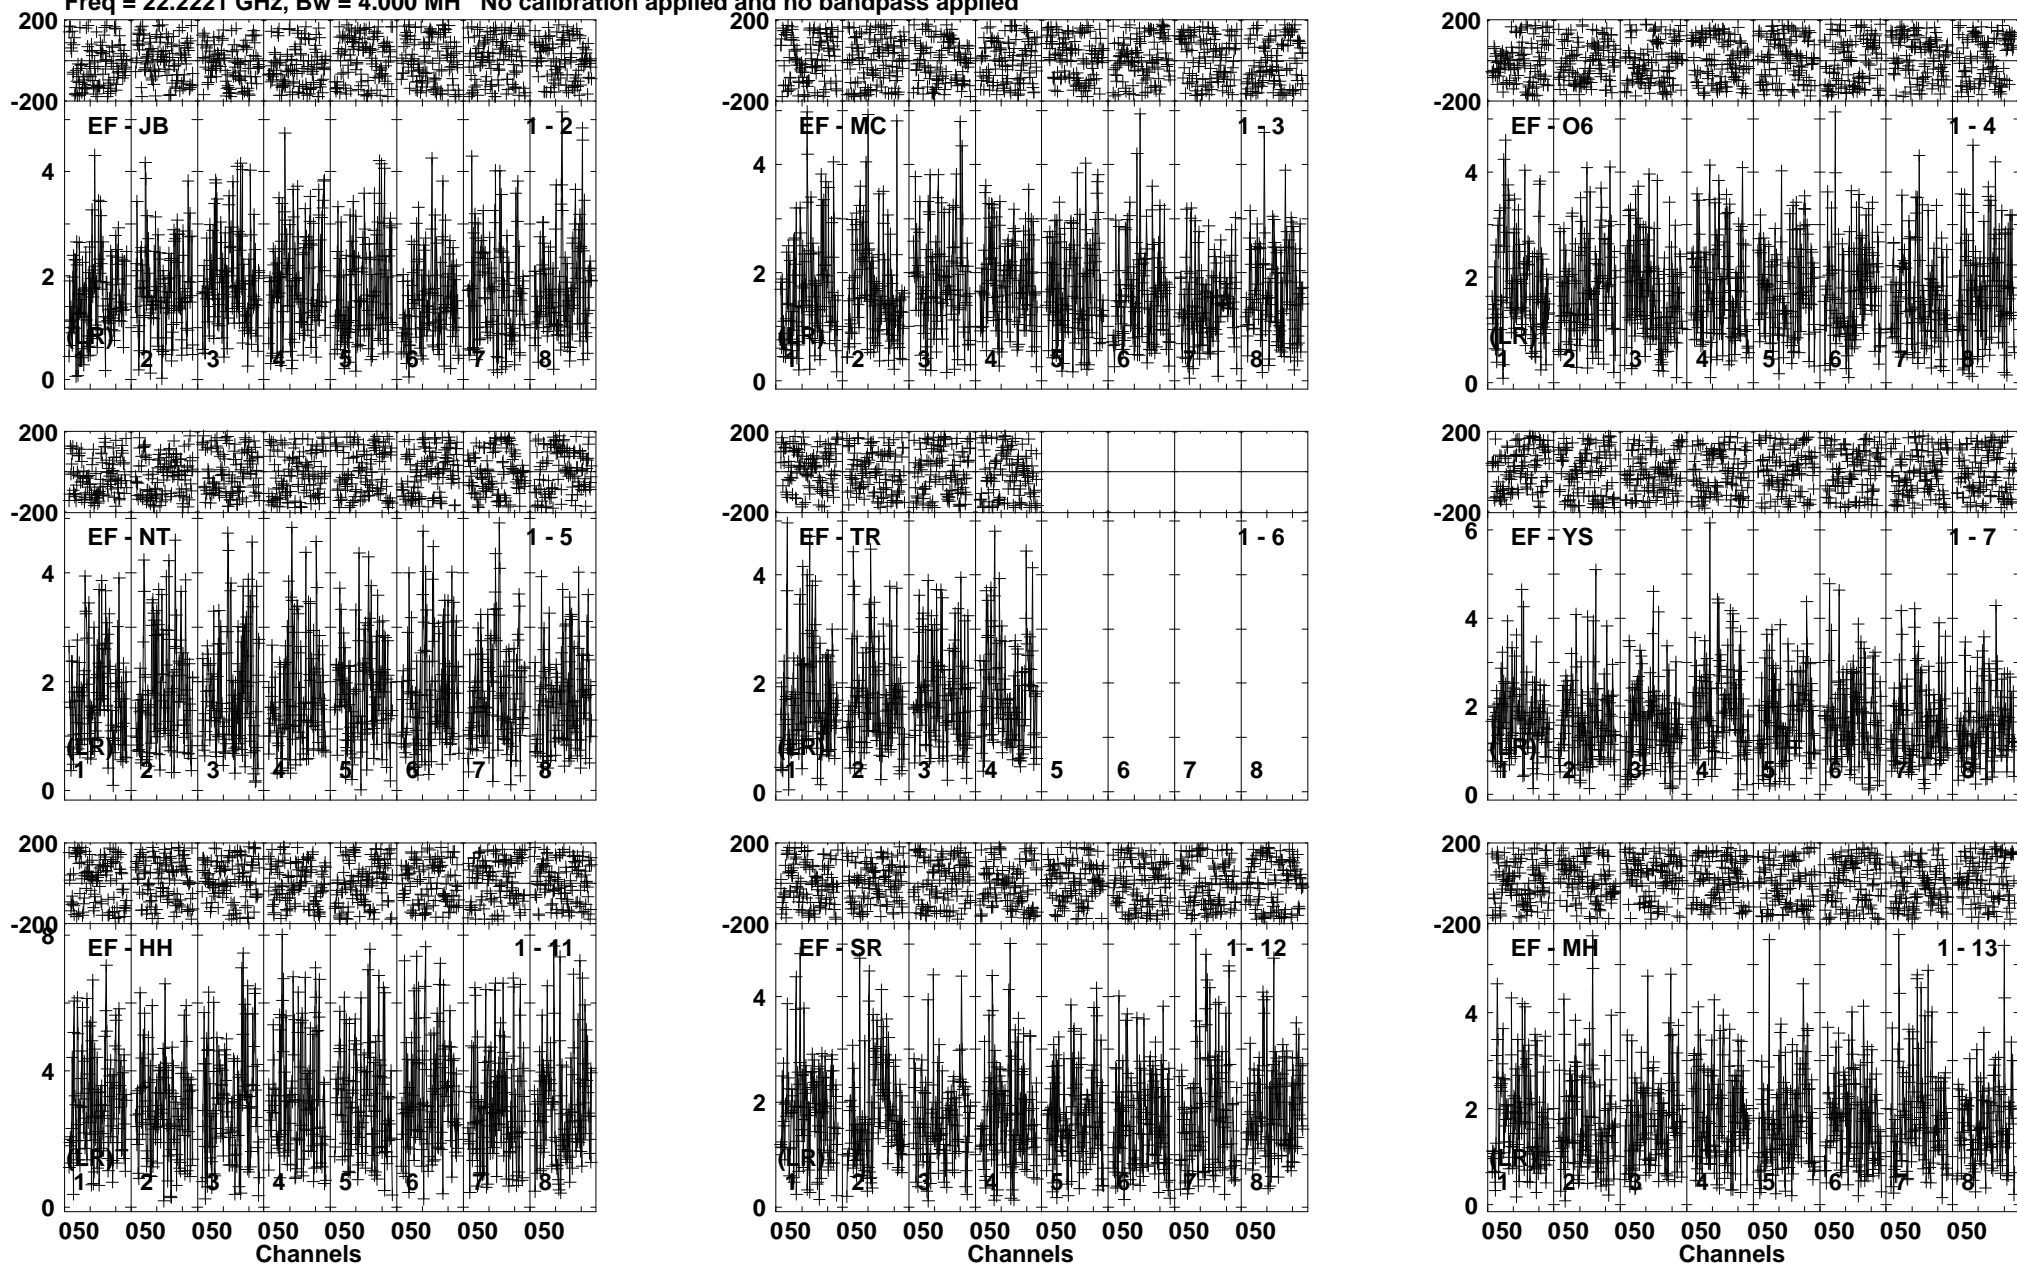 Freq = 22.2221 GHz, Bw = 4.000 MH No calibration applied and no bandpass applied
200 200 200
-200 -200 -200
EF - JB 1 - 2 EF - MC 1 - 3 EF - O6 1 - 4
4 4 4
2 2 2
(LR) (LR) (LR)
1 2 3 4 5 6 7 8 1 2 3 4 5 6 7 8 1 2 3 4 5 6 7 8
0 0 0
200 200 200
-200 -200 -200
6
EF - NT 1 - 5 EF - TR 1 - 6 EF - YS 1 - 7
4 4 4
2 2 2
(LR) (LR) (LR)
1 2 3 4 5 6 7 8 1 2 3 4 5 6 7 8 1 2 3 4 5 6 7 8
0 0 0
200 200 200
-200 -200 -200
8
EF - HH 1 - 11 EF - SR 1 - 12 EF - MH 1 - 13
4 4 4
2 2
(LR) (LR) (LR)
1 2 3 4 5 6 7 8 1 2 3 4 5 6 7 8 1 2 3 4 5 6 7 8
0 0 0
050 050 050 050 050 050 050 050 050 050 050 050 050 050 050 050 050 050 050 050 050 050 050 050
Channels Channels Channels